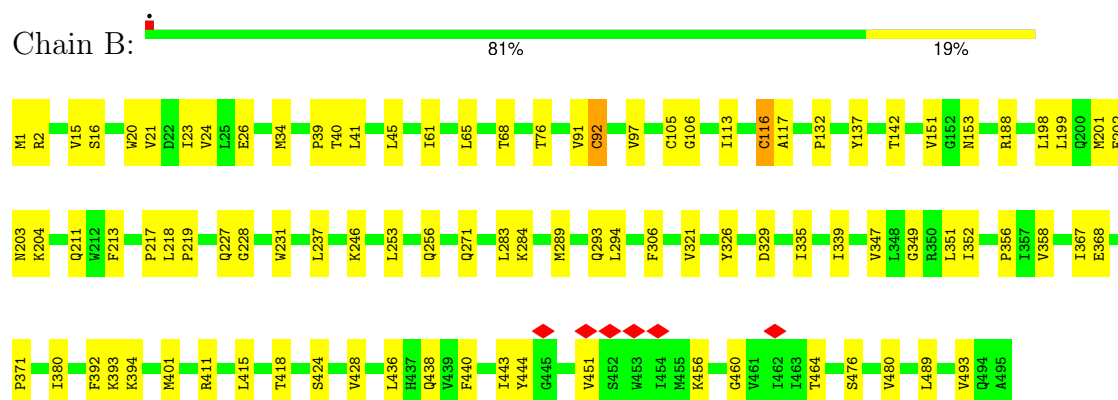 Chain B:
81%
19%
M1 R2 V15 S16 W20 V21 D22 I23 V24 L25 E26 M34 P39 T40 L41 L45 I61 L65 T68 T76 V91 C92 V97 C105 G106 I113 C116 A117 P132 Y137 T142 V151 G152 N153 R188 L198 L199 Q200 M201
N203 K204 Q211 W212 F213 P217 L218 P219 Q227 G228 W231 L237 K246 L253 Q256 Q271 L283 K284 M289 Q293 L294 F306 V321 Y326 D329 I335 I339 V347 L348 G349 R350 L351 I352 P356 I357 V358 I367 E368
P371 I380 F392 K393 K394 M401 R411 L415 T418 S424 V428 L436 H437 Q438 V439 F440 I443 Y444 G445 V451 S452 W453 I454 M455 K456 G460 V461 I462 I463 T464 S476 V480 L489 V493 Q494 A495